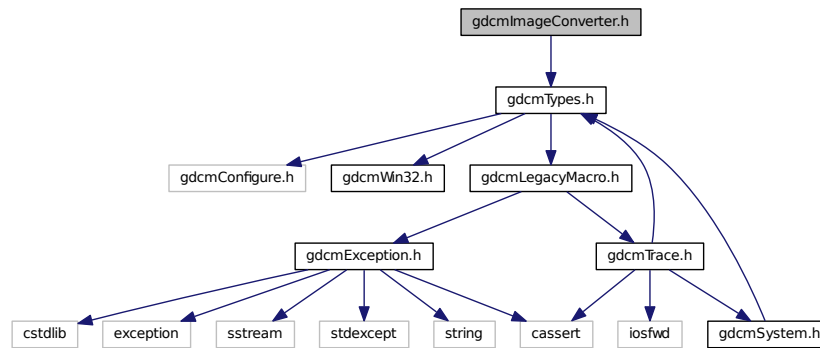 gdcmImageConverter.h
gdcmTypes.h
gdcmConfigure.h
gdcmWin32.h
gdcmLegacyMacro.h
gdcmException.h
gdcmTrace.h
cstdlib
exception
sstream
stdexcept
string
cassert
iosfwd
gdcmSystem.h